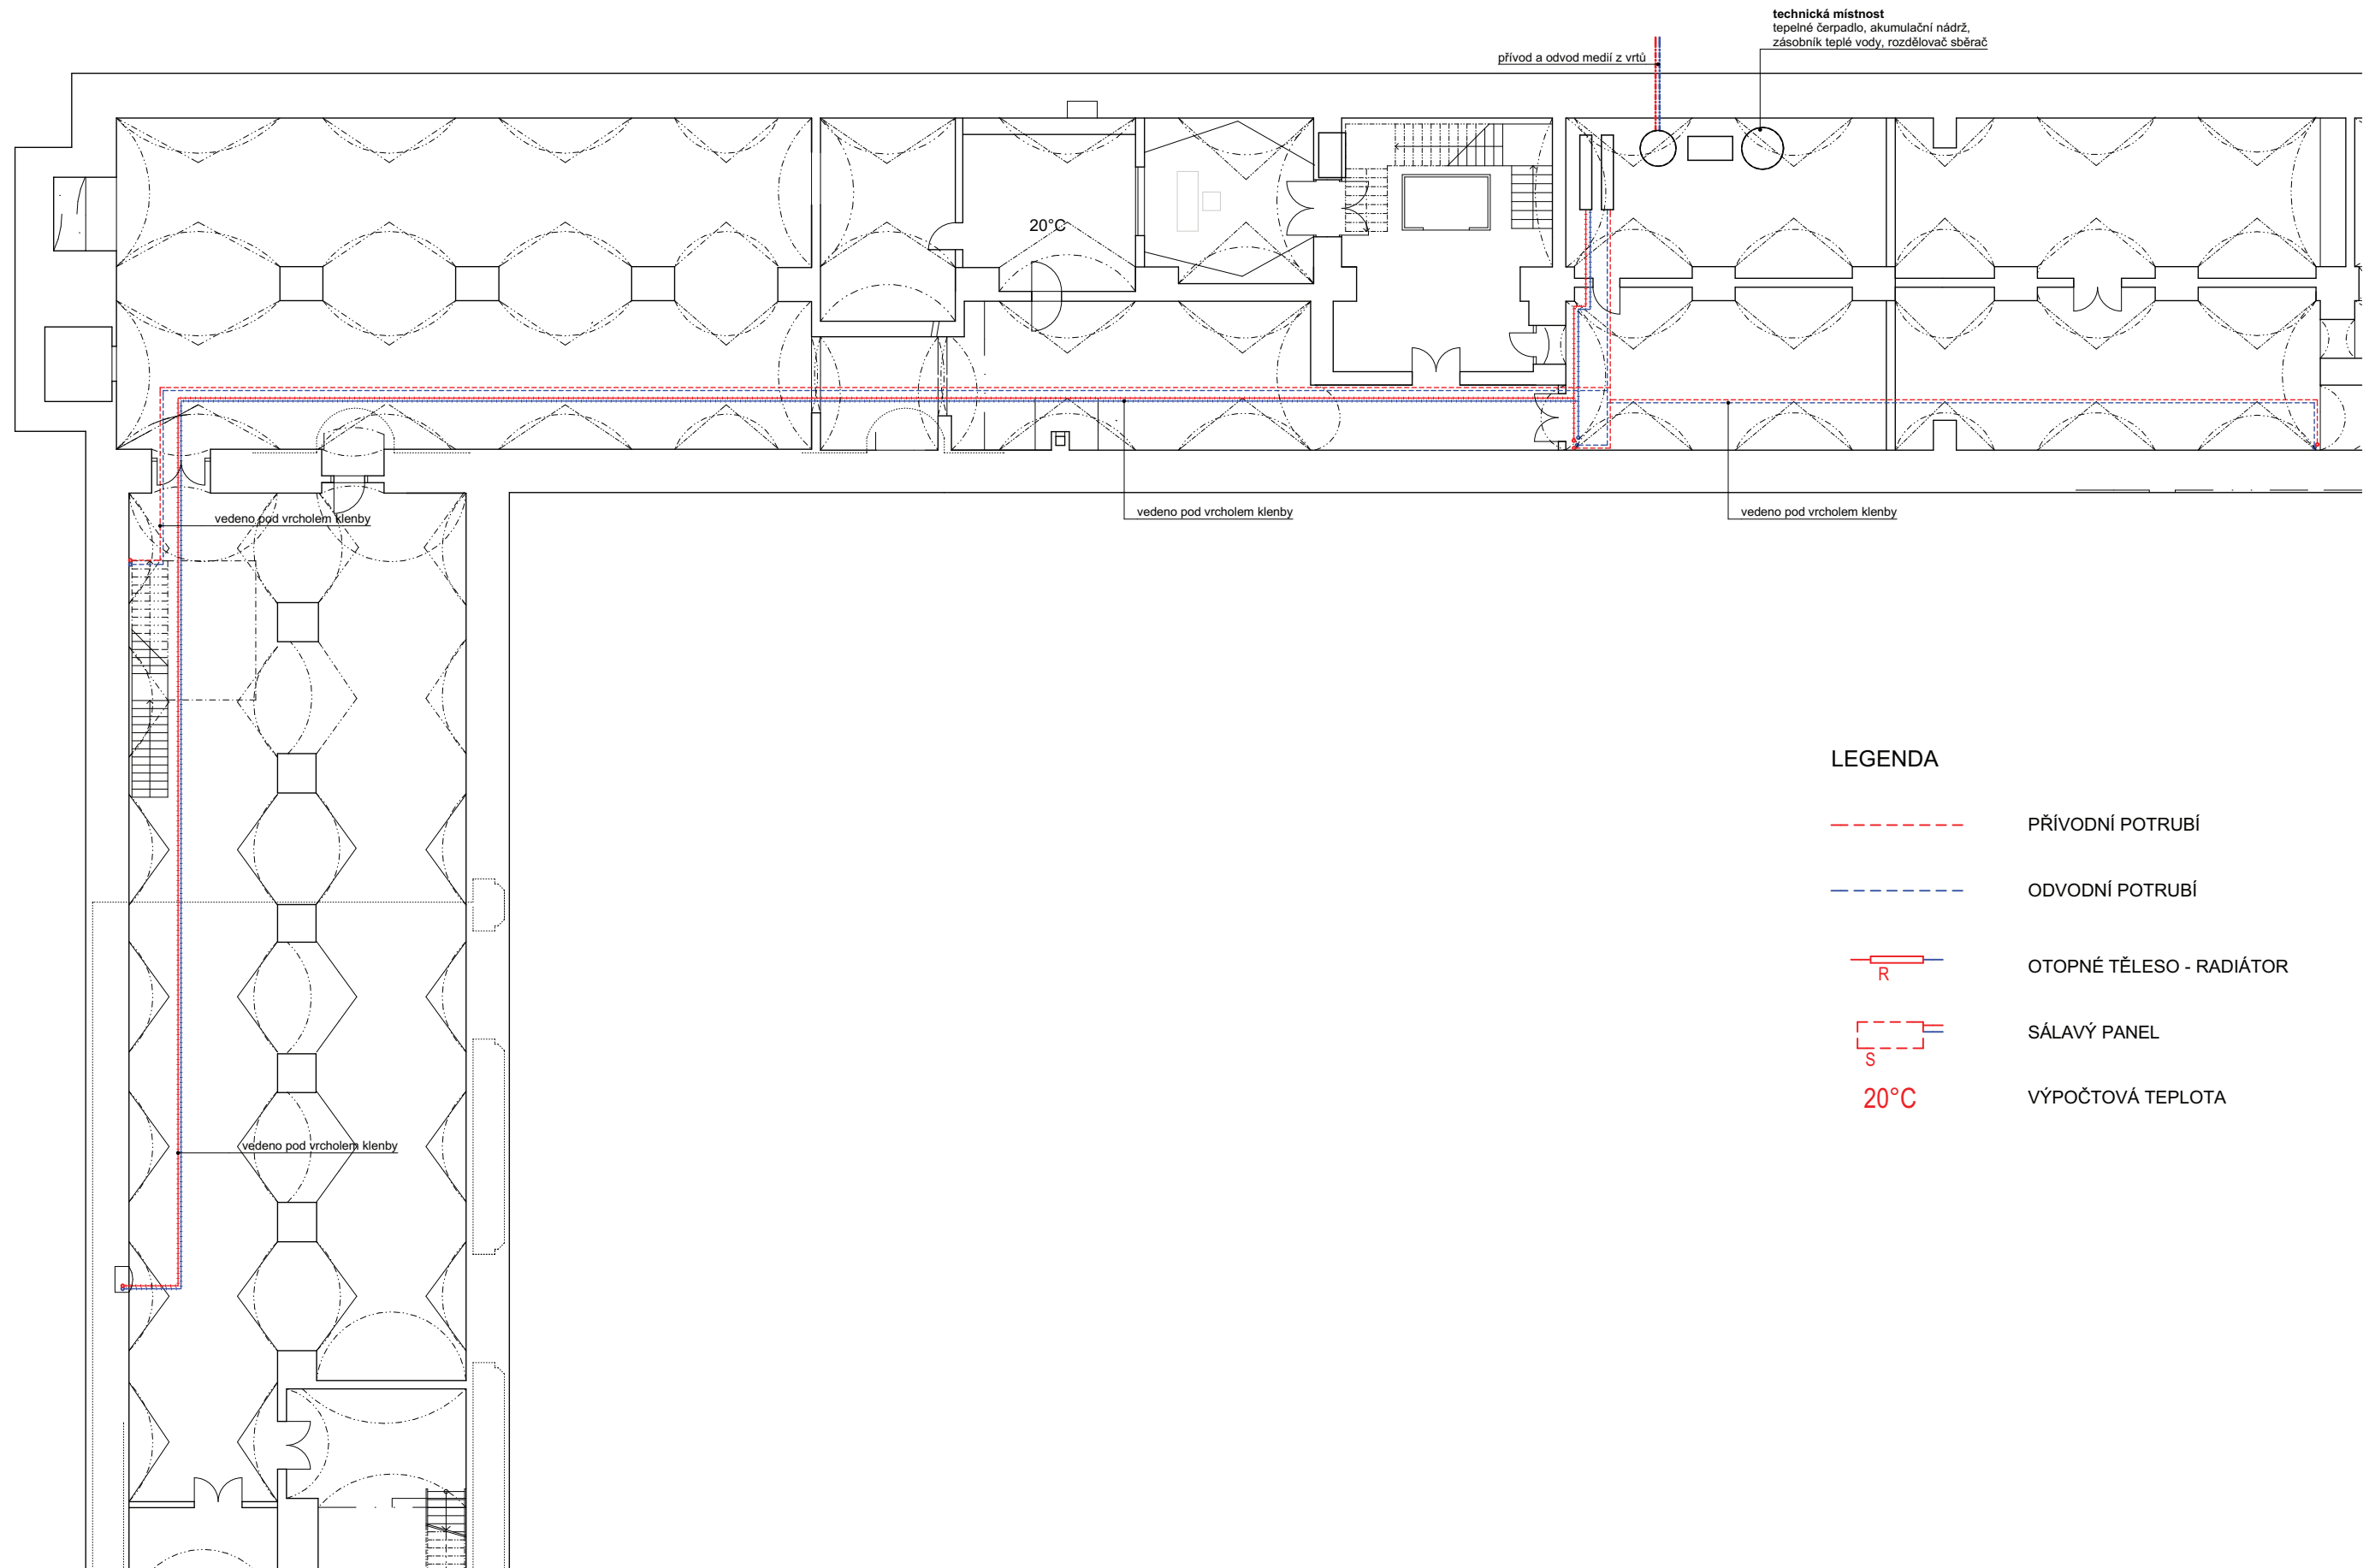 technická místnost
tepelné čerpadlo, akumulační nádrž,
zásobník teplé vody, rozdělovač sběrač
přívod a odvod medií z vrtů
20°C
vedeno pod vrcholem klenby
vedeno pod vrcholem klenby
vedeno pod vrcholem klenby
LEGENDA
PŘÍVODNÍ POTRUBÍ
ODVODNÍ POTRUBÍ
R OTOPNÉ TĚLESO - RADIÁTOR
S SÁLAVÝ PANEL
20°C VÝPOČTOVÁ TEPLOTA
vedeno pod vrcholem klenby